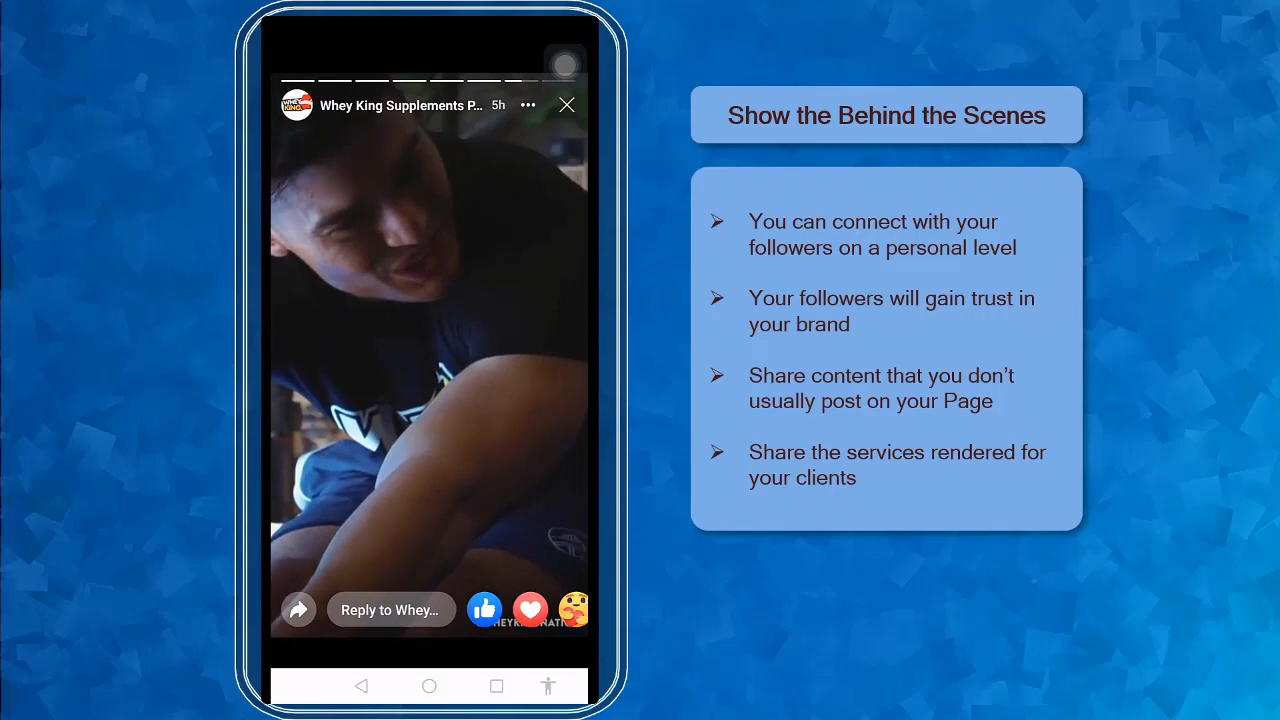 WHEY KING
Whey King Supplements P... 5h
Reply to Whey...
Show the Behind the Scenes
➢ You can connect with your
followers on a personal level
➢ Your followers will gain trust in
your brand
➢ Share content that you don’t
usually post on your Page
➢ Share the services rendered for
your clients